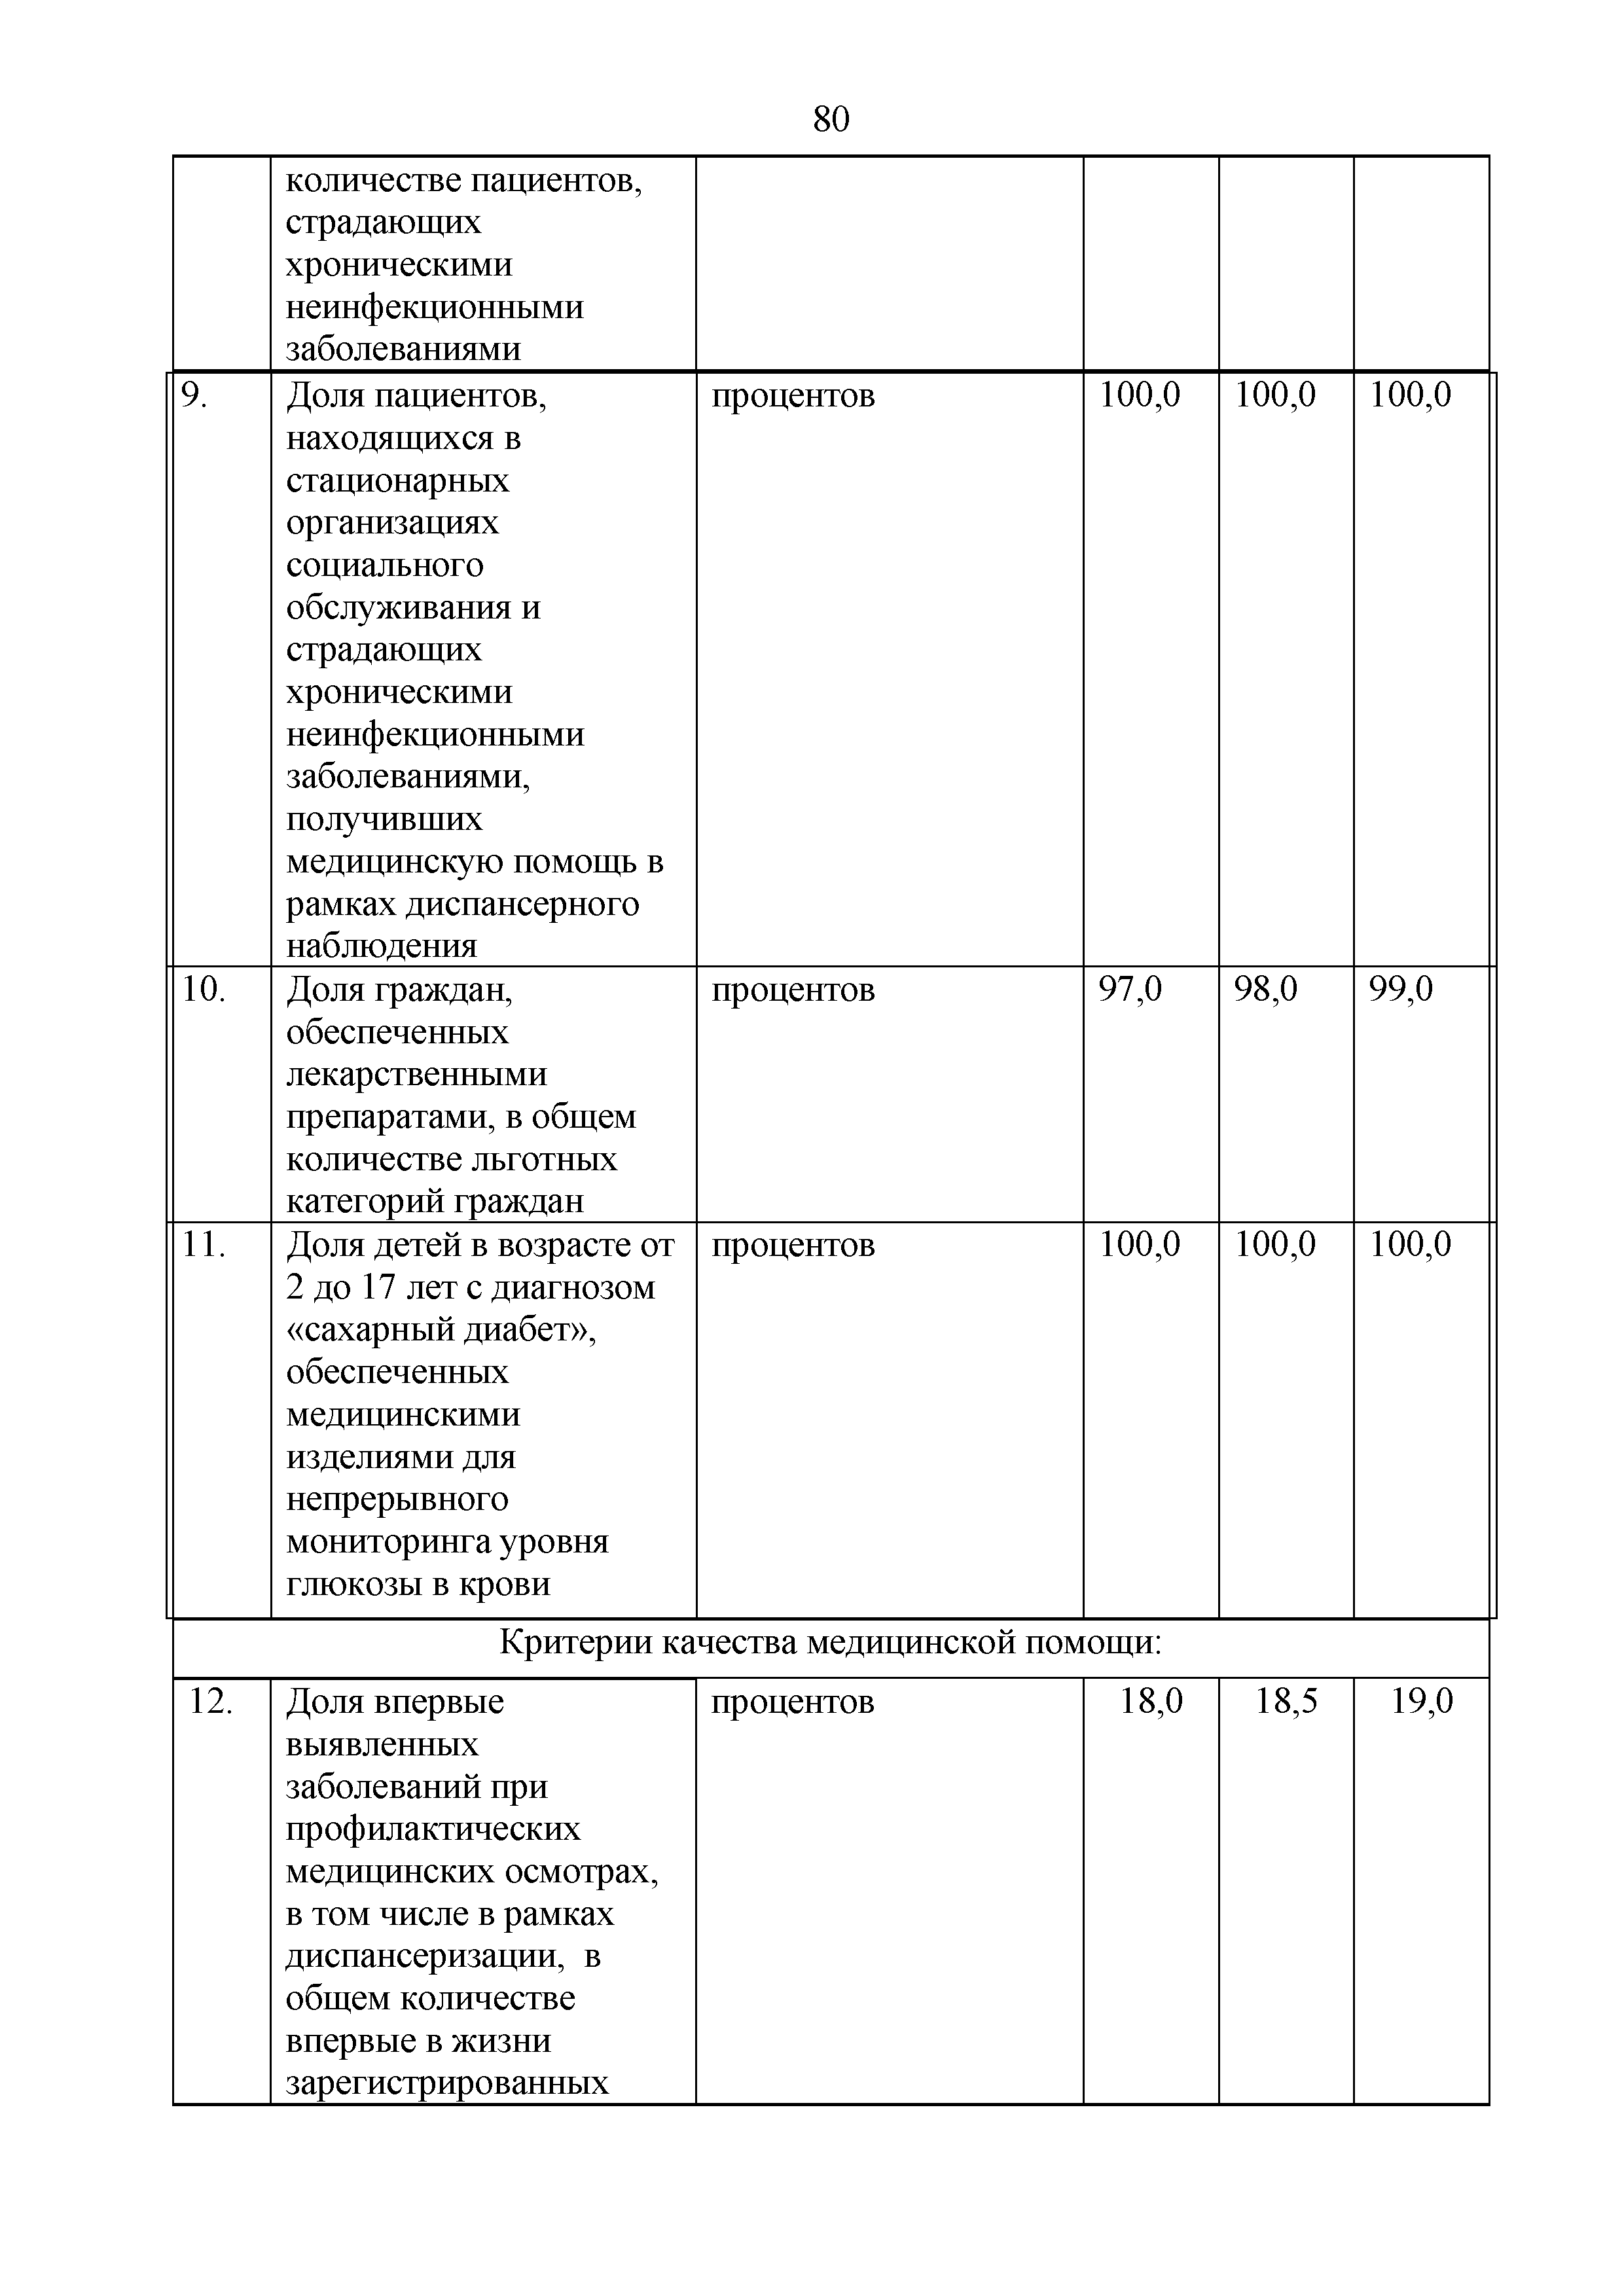 80
количестве пациентов,
страдающих
хроническими
неинфекционными
заболеваниями
9.
Доля пациентов,
находящихся в
стационарных
организациях
социального
обслуживания и
страдающих
хроническими
неинфекционными
заболеваниями,
получивших
медицинскую помощь в
рамках диспансерного
наблюдения
процентов
100,0
100,0
100,0
10.
Доля граждан,
обеспеченных
лекарственными
препаратами, в общем
количестве льготных
категорий граждан
процентов
97,0
98,0
99,0
11.
Доля детей в возрасте от
2 до 17 лет с диагнозом
«сахарный диабет»,
обеспеченных
медицинскими
изделиями для
непрерывного
мониторинга уровня
глюкозы в крови
процентов
100,0
100,0
100,0
Критерии качества медицинской помощи:
12.
Доля впервые
выявленных
заболеваний при
профилактических
медицинских осмотрах,
в том числе в рамках
диспансеризации, в
общем количестве
впервые в жизни
зарегистрированных
процентов
18,0
18,5
19,0